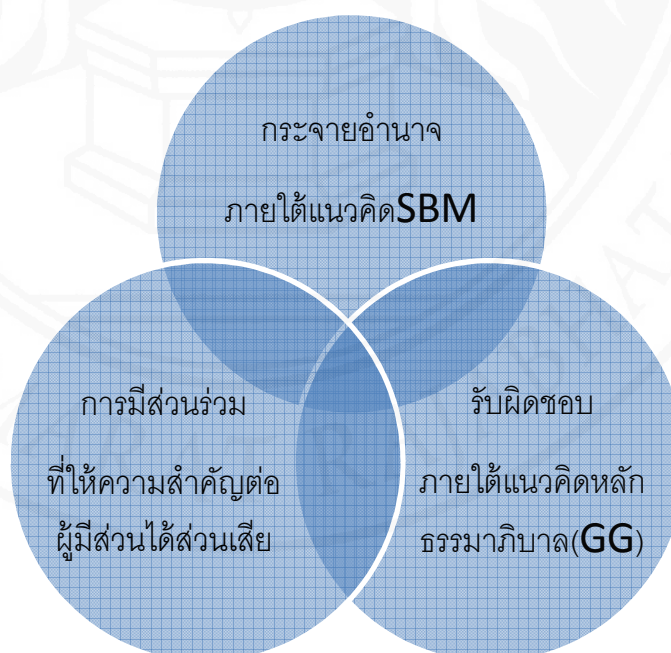 กระจายอำนาจ
ภายใต้แนวคิดSBM
การมีส่วนร่วม
ที่ให้ความสำคัญต่อ
ผู้มีส่วนได้ส่วนเสีย
รับผิดชอบ
ภายใต้แนวคิดหลัก
ธรรมาภิบาล(GG)